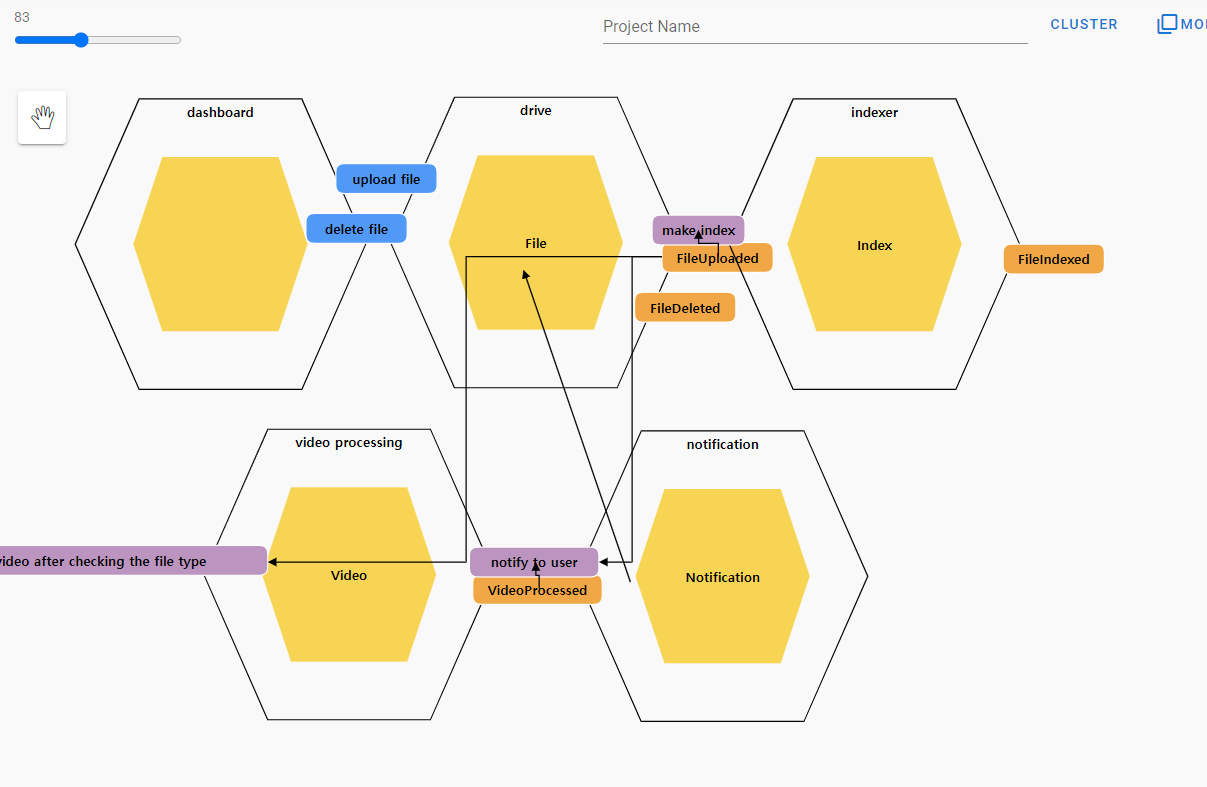 83
Project Name
CLUSTER
dashboard
drive
indexer
upload file
delete file
File
make index
FileUploaded
FileDeleted
Index
FileIndexed
video processing
notification
video after checking the file type
Video
notify to user
VideoProcessed
Notification